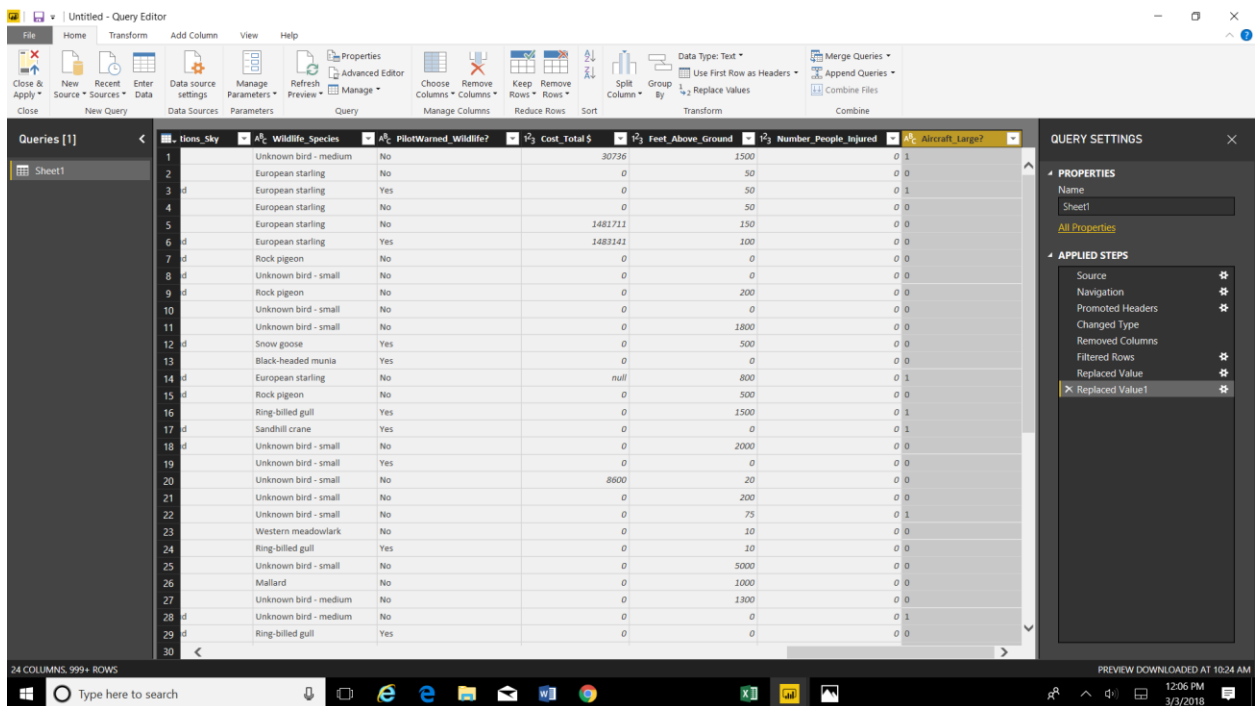 Untitled - Query Editor
File Home Transform Add Column View Help
Close & Apply New Source Recent Sources Enter Data Data source settings Manage Parameters Refresh Preview Properties Advanced Editor Manage Choose Columns Remove Columns Keep Rows Remove Rows Split Column Group By Data Type: Text Use First Row as Headers Replace Values Merge Queries Append Queries Combine Files
Close New Query Data Sources Parameters Query Manage Columns Reduce Rows Sort Transform Combine
Queries [1]
Sheet1
tions_Sky Wildlife_Species PilotWarned_Wildlife? Cost_Total $ Feet_Above_Ground Number_People_Injured Aircraft_Large?
1 Unknown bird - medium No 30736 1500 0 1
2 European starling No 0 50 0 0
3 d European starling Yes 0 50 0 1
4 European starling No 0 50 0 0
5 European starling No 1481711 150 0 0
6 d European starling Yes 1483141 100 0 0
7 d Rock pigeon No 0 0 0 0
8 d Unknown bird - small No 0 0 0 0
9 d Rock pigeon No 0 200 0 0
10 Unknown bird - small No 0 0 0 0
11 Unknown bird - small No 0 1800 0 0
12 d Snow goose Yes 0 500 0 0
13 Black-headed munia Yes 0 0 0 0
14 d European starling No null 800 0 1
15 d Rock pigeon No 0 500 0 0
16 Ring-billed gull Yes 0 1500 0 1
17 d Sandhill crane Yes 0 0 0 1
18 d Unknown bird - small No 0 2000 0 0
19 Unknown bird - small Yes 0 0 0 0
20 Unknown bird - small No 8600 20 0 0
21 Unknown bird - small No 0 200 0 0
22 Unknown bird - small No 0 75 0 1
23 Western meadowlark No 0 10 0 0
24 Ring-billed gull Yes 0 10 0 0
25 Unknown bird - small No 0 5000 0 0
26 Mallard No 0 1000 0 0
27 Unknown bird - medium No 0 1300 0 0
28 d Unknown bird - medium No 0 0 0 1
29 d Ring-billed gull Yes 0 0 0 0
30
QUERY SETTINGS
PROPERTIES
Name
Sheet1
All Properties
APPLIED STEPS
Source
Navigation
Promoted Headers
Changed Type
Removed Columns
Filtered Rows
Replaced Value
Replaced Value1
24 COLUMNS, 999+ ROWS
PREVIEW DOWNLOADED AT 10:24 AM
Type here to search
12:06 PM
3/3/2018